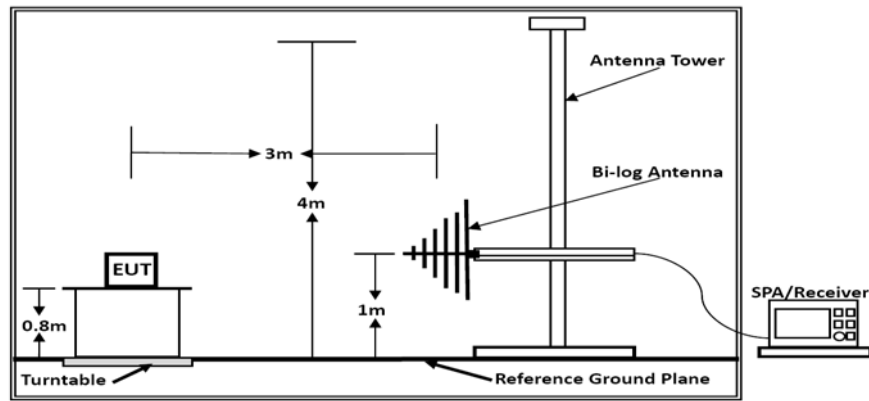 Antenna Tower
3m
Bi-log Antenna
4m
EUT
1m
SPA/Receiver
0.8m
Turntable
Reference Ground Plane